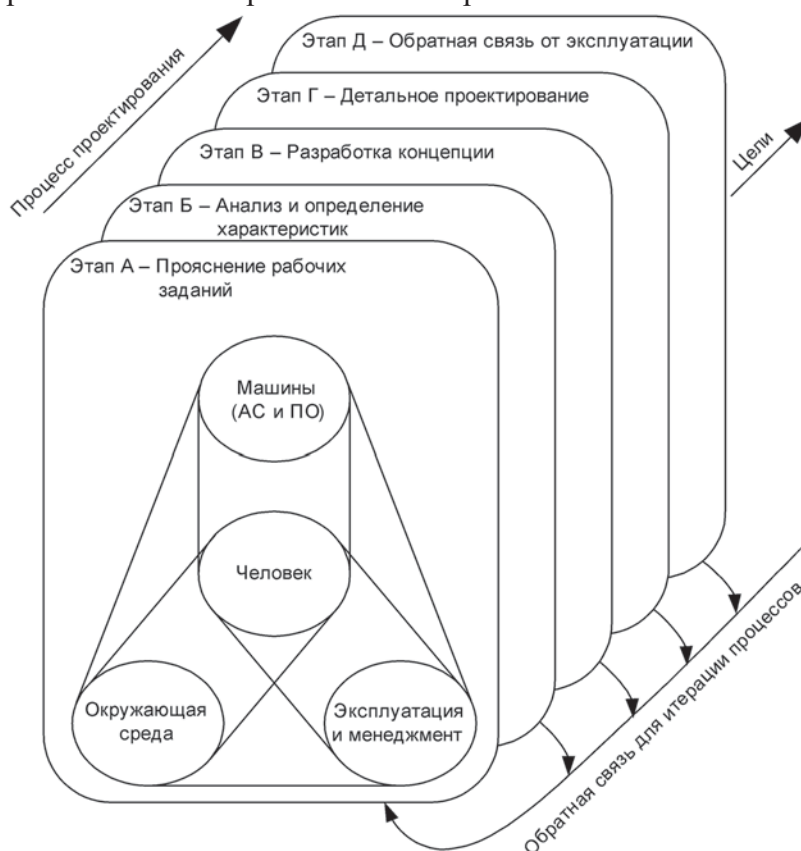 Этап Д – Обратная связь от эксплуатации
Этап Г – Детальное проектирование
Этап В – Разработка концепции
Этап Б – Анализ и определение
характеристик
Этап А – Прояснение рабочих
заданий
Процесс проектирования
Цели
Машины
(АС и ПО)
Человек
Окружающая
среда
Эксплуатация
и менеджмент
Обратная связь для итерации процессов